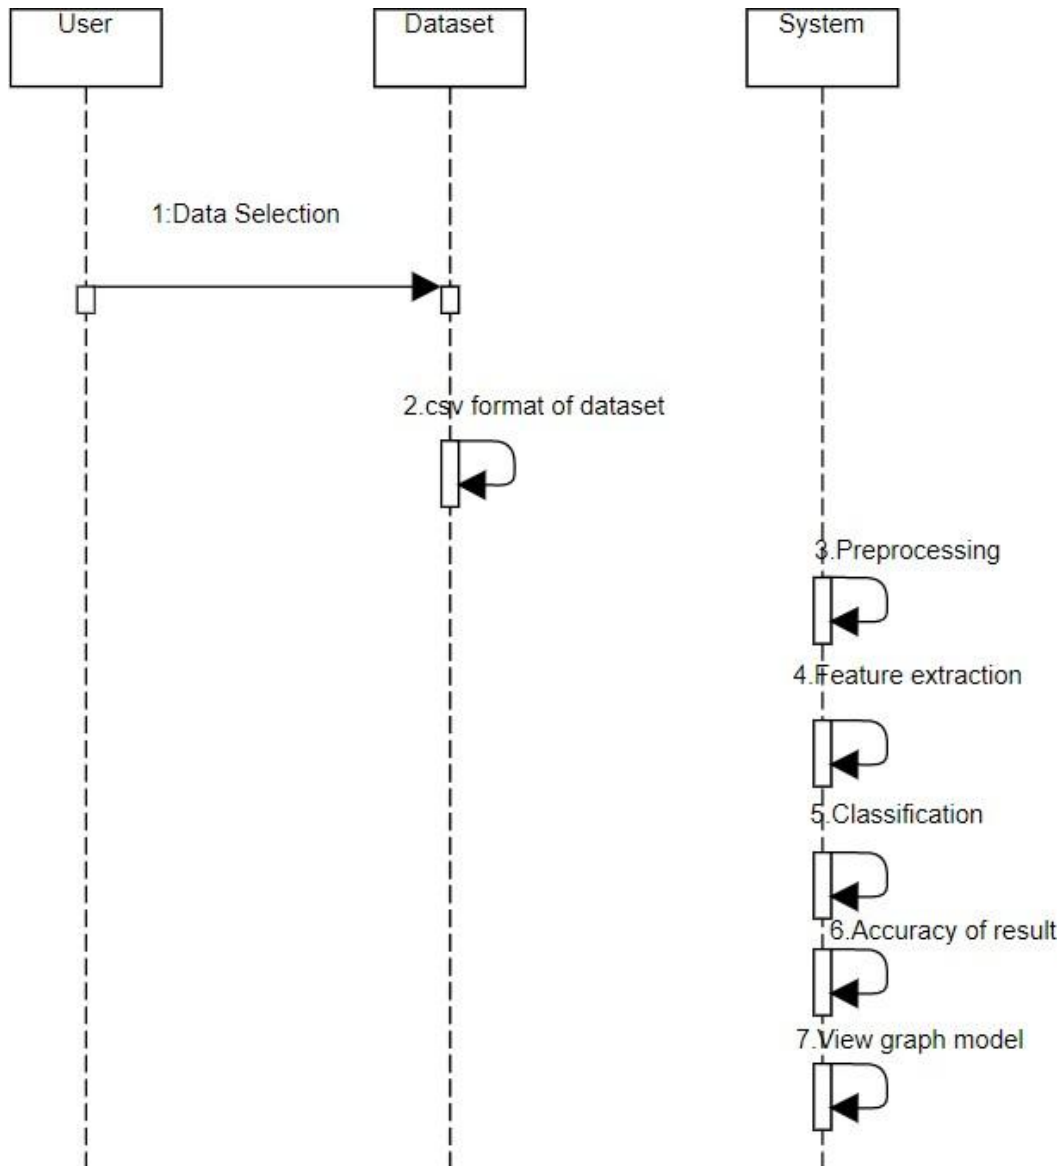 User
Dataset
System
1:Data Selection
2.csv format of dataset
3.Preprocessing
4.Feature extraction
5.Classification
6.Accuracy of result
7.View graph model